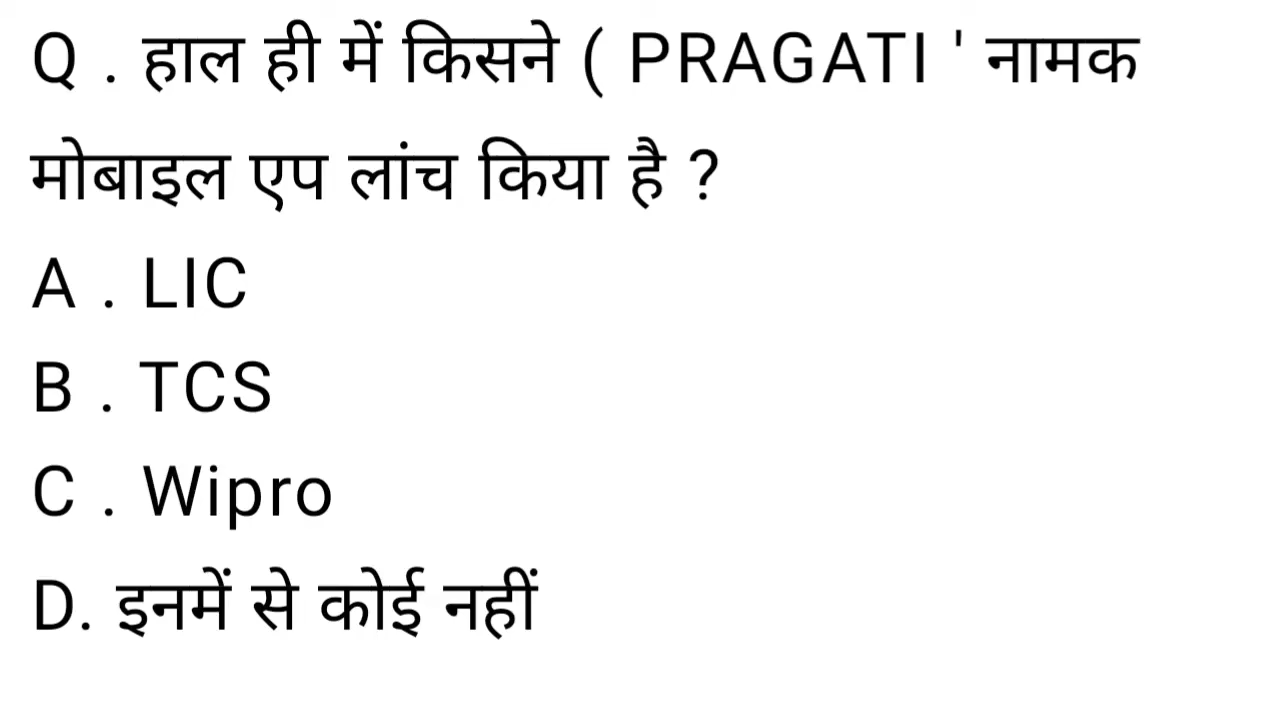 Q . हाल ही में किसने ( PRAGATI ' नामक
मोबाइल एप लांच किया है ?
A . LIC
B . TCS
C . Wipro
D. इनमें से कोई नहीं